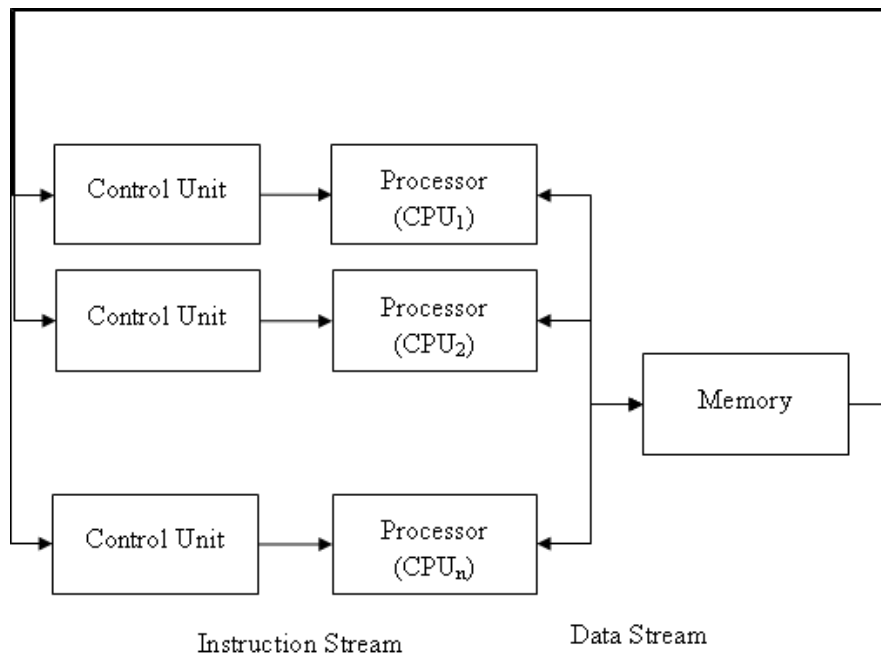 Control Unit
Processor
(CPU₁)
Control Unit
Processor
(CPU₂)
Memory
Control Unit
Processor
(CPUₙ)
Instruction Stream
Data Stream